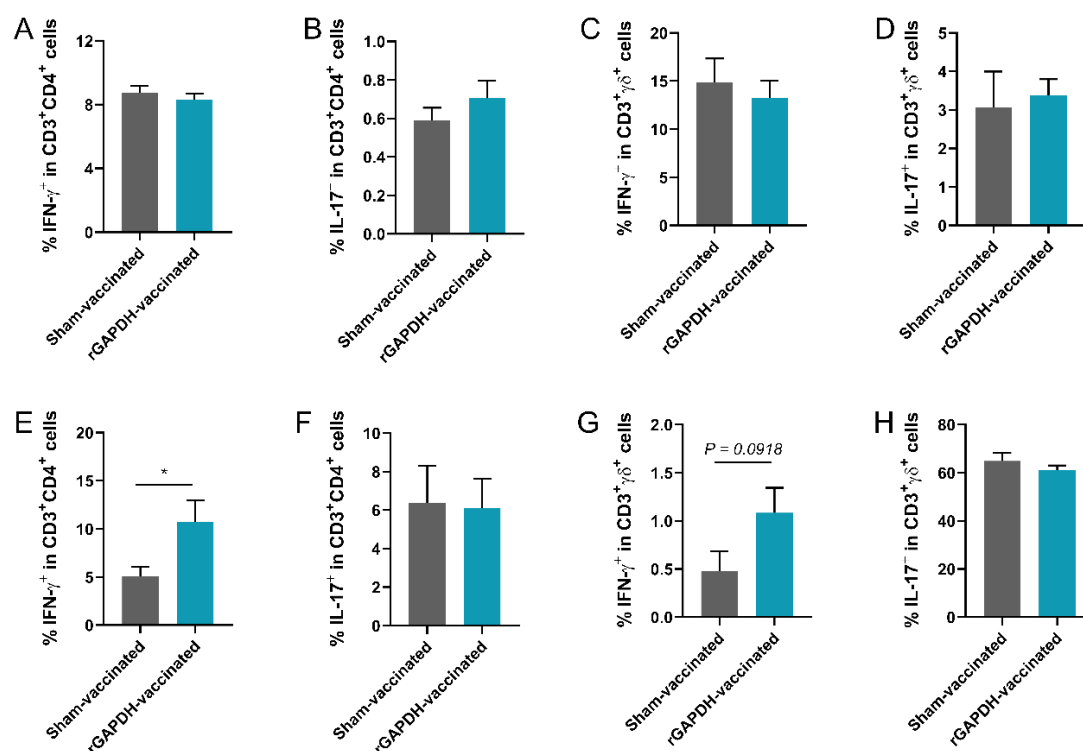 A
% IFN-γ⁺ in CD3⁺CD4⁺ cells
12
8
4
0
Sham-vaccinated
rGAPDH-vaccinated
B
% IL-17⁻ in CD3⁺CD4⁺ cells
1.0
0.8
0.6
0.4
0.2
0.0
Sham-vaccinated
rGAPDH-vaccinated
C
% IFN-γ⁻ in CD3⁺γδ⁺ cells
20
15
10
5
0
Sham-vaccinated
rGAPDH-vaccinated
D
% IL-17⁺ in CD3⁺γδ⁺ cells
5
4
3
2
1
0
Sham-vaccinated
rGAPDH-vaccinated
E
% IFN-γ⁺ in CD3⁺CD4⁺ cells
20
15
10
5
0
*
Sham-vaccinated
rGAPDH-vaccinated
F
% IL-17⁺ in CD3⁺CD4⁺ cells
10
8
6
4
2
0
Sham-vaccinated
rGAPDH-vaccinated
G
% IFN-γ⁺ in CD3⁺γδ⁺ cells
2.0
1.5
1.0
0.5
0.0
P = 0.0918
Sham-vaccinated
rGAPDH-vaccinated
H
% IL-17⁻ in CD3⁺γδ⁺ cells
80
60
40
20
0
Sham-vaccinated
rGAPDH-vaccinated